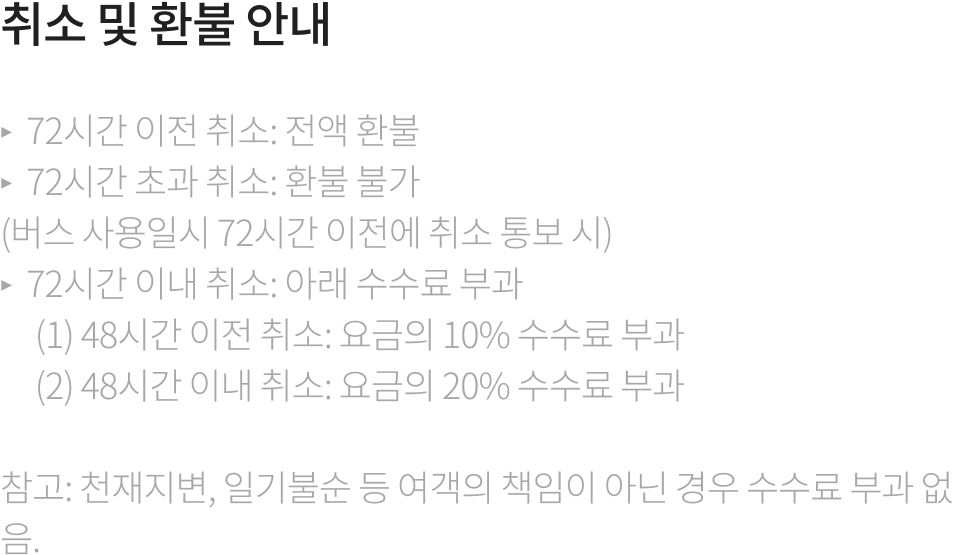 취소 및 환불 안내
▸ 72시간 이전 취소: 전액 환불
▸ 72시간 초과 취소: 환불 불가
(버스 사용일시 72시간 이전에 취소 통보 시)
▸ 72시간 이내 취소: 아래 수수료 부과
(1) 48시간 이전 취소: 요금의 10% 수수료 부과
(2) 48시간 이내 취소: 요금의 20% 수수료 부과
참고: 천재지변, 일기불순 등 여객의 책임이 아닌 경우 수수료 부과 없
음.